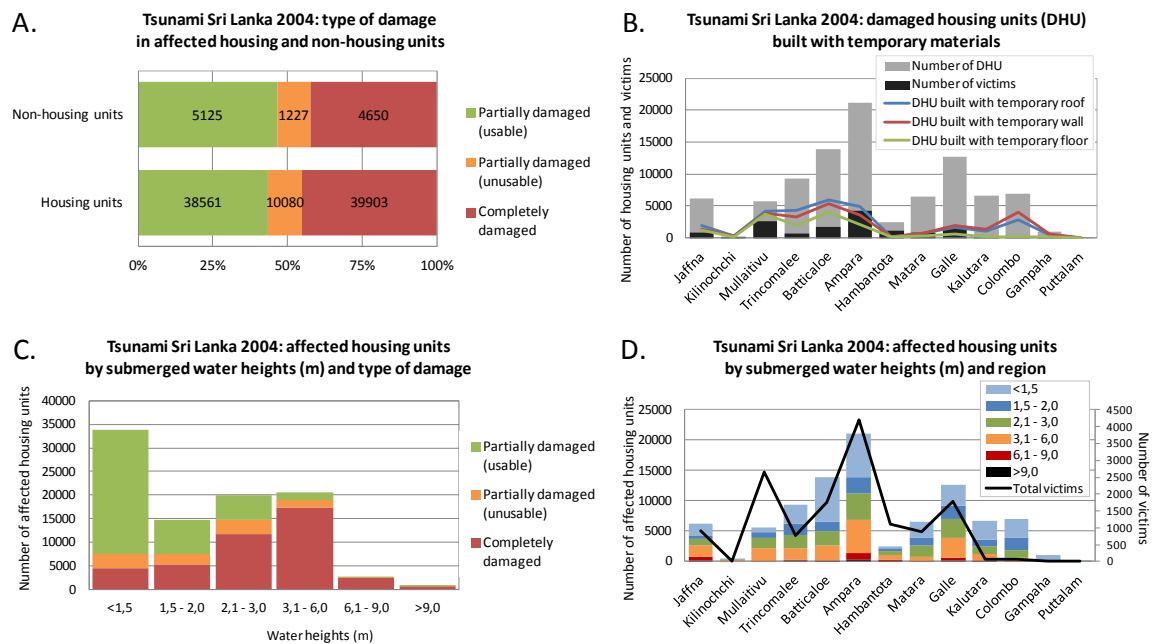 A.
Tsunami Sri Lanka 2004: type of damage
in affected housing and non-housing units
Non-housing units
5125
1227
4650
Housing units
38561
10080
39903
0%
25%
50%
75%
100%
Partially damaged
(usable)
Partially damaged
(unusable)
Completely
damaged
B.
Tsunami Sri Lanka 2004: damaged housing units (DHU)
built with temporary materials
Number of housing units and victims
25000
20000
15000
10000
5000
0
Number of DHU
Number of victims
DHU built with temporary roof
DHU built with temporary wall
DHU built with temporary floor
Jaffna
Kilinochchi
Mullaitivu
Trincomalee
Batticaloe
Ampara
Hambantota
Matara
Galle
Kalutara
Colombo
Gampaha
Puttalam
C.
Tsunami Sri Lanka 2004: affected housing units
by submerged water heights (m) and type of damage
Number of affected housing units
40000
35000
30000
25000
20000
15000
10000
5000
0
<1,5
1,5 - 2,0
2,1 - 3,0
3,1 - 6,0
6,1 - 9,0
>9,0
Water heights (m)
Partially damaged
(usable)
Partially damaged
(unusable)
Completely
damaged
D.
Tsunami Sri Lanka 2004: affected housing units
by submerged water heights (m) and region
Number of affected housing units
25000
20000
15000
10000
5000
0
<1,5
1,5 - 2,0
2,1 - 3,0
3,1 - 6,0
6,1 - 9,0
>9,0
Total victims
4500
4000
3500
3000
2500
2000
1500
1000
500
0
Number of victims
Jaffna
Kilinochchi
Mullaitivu
Trincomalee
Batticaloe
Ampara
Hambantota
Matara
Galle
Kalutara
Colombo
Gampaha
Puttalam